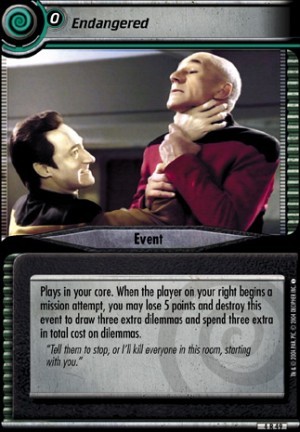 0 Endangered
Event
Plays in your core. When the player on your right begins a
mission attempt, you may lose 5 points and destroy this
event to draw three extra dilemmas and spend three extra
in total cost on dilemmas.
"Tell them to stop, or I'll kill everyone in this room, starting
with you."
6 R 49